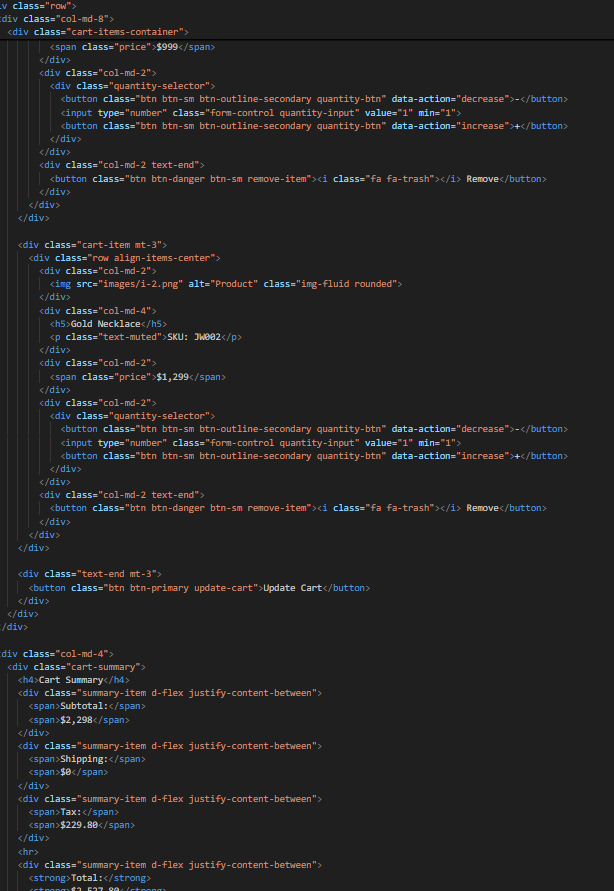 v class="row">
div class="col-md-8">
<div class="cart-items-container">
<span class="price">$999</span>
</div>
<div class="col-md-2">
<div class="quantity-selector">
<button class="btn btn-sm btn-outline-secondary quantity-btn" data-action="decrease">-</button>
<input type="number" class="form-control quantity-input" value="1" min="1">
<button class="btn btn-sm btn-outline-secondary quantity-btn" data-action="increase">+</button>
</div>
</div>
<div class="col-md-2 text-end">
<button class="btn btn-danger btn-sm remove-item"><i class="fa fa-trash"></i> Remove</button>
</div>
</div>
</div>
<div class="cart-item mt-3">
<div class="row align-items-center">
<div class="col-md-2">
<img src="images/i-2.png" alt="Product" class="img-fluid rounded">
</div>
<div class="col-md-4">
<h5>Gold Necklace</h5>
<p class="text-muted">SKU: JW002</p>
</div>
<div class="col-md-2">
<span class="price">$1,299</span>
</div>
<div class="col-md-2">
<div class="quantity-selector">
<button class="btn btn-sm btn-outline-secondary quantity-btn" data-action="decrease">-</button>
<input type="number" class="form-control quantity-input" value="1" min="1">
<button class="btn btn-sm btn-outline-secondary quantity-btn" data-action="increase">+</button>
</div>
</div>
<div class="col-md-2 text-end">
<button class="btn btn-danger btn-sm remove-item"><i class="fa fa-trash"></i> Remove</button>
</div>
</div>
</div>
<div class="text-end mt-3">
<button class="btn btn-primary update-cart">Update Cart</button>
</div>
</div>
/div>
div class="col-md-4">
<div class="cart-summary">
<h4>Cart Summary</h4>
<div class="summary-item d-flex justify-content-between">
<span>Subtotal:</span>
<span>$2,298</span>
</div>
<div class="summary-item d-flex justify-content-between">
<span>Shipping:</span>
<span>$0</span>
</div>
<div class="summary-item d-flex justify-content-between">
<span>Tax:</span>
<span>$229.80</span>
</div>
<hr>
<div class="summary-item d-flex justify-content-between">
<strong>Total:</strong>
<strong>$2,527.80</strong>